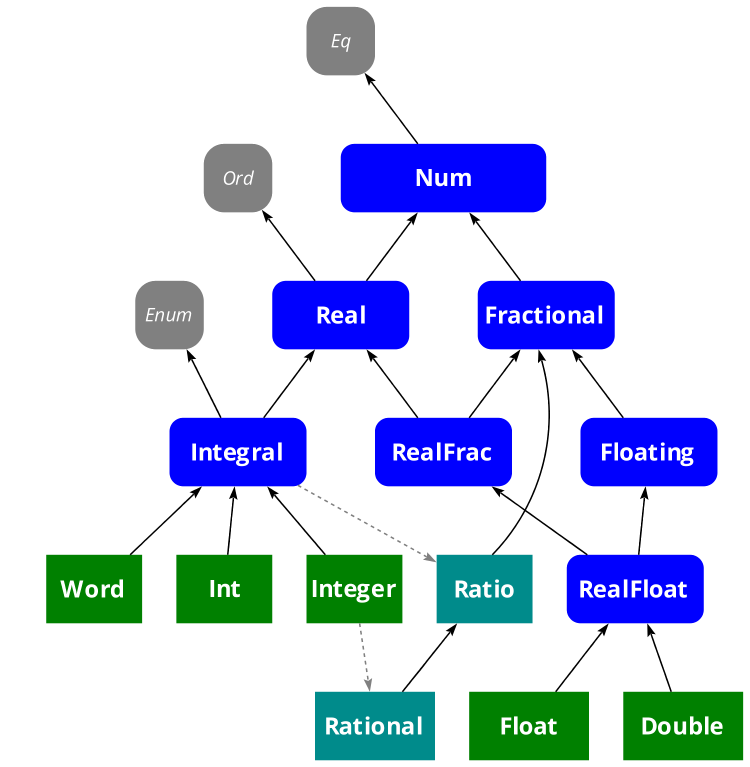 Eq
Ord
Num
Enum
Real
Fractional
Integral
RealFrac
Floating
Word
Int
Integer
Ratio
RealFloat
Rational
Float
Double